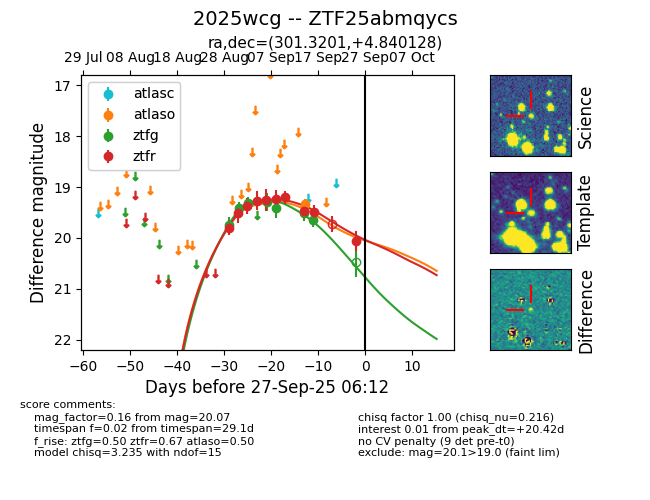 2025wcg -- ZTF25abmqycs
ra,dec=(301.3201,+4.840128)
29 Jul 08 Aug 18 Aug 28 Aug 07 Sep 17 Sep 27 Sep 07 Oct
Difference magnitude
17
18
19
20
21
22
atlasc
atlaso
ztfg
ztfr
−60 −50 −40 −30 −20 −10 0 10
Days before 27-Sep-25 06:12
Science
Template
Difference
score comments:
mag_factor=0.16 from mag=20.07
timespan f=0.02 from timespan=29.1d
f_rise: ztfg=0.50 ztfr=0.67 atlaso=0.50
model chisq=3.235 with ndof=15
chisq factor 1.00 (chisq_nu=0.216)
interest 0.01 from peak_dt=+20.42d
no CV penalty (9 det pre-t0)
exclude: mag=20.1>19.0 (faint lim)